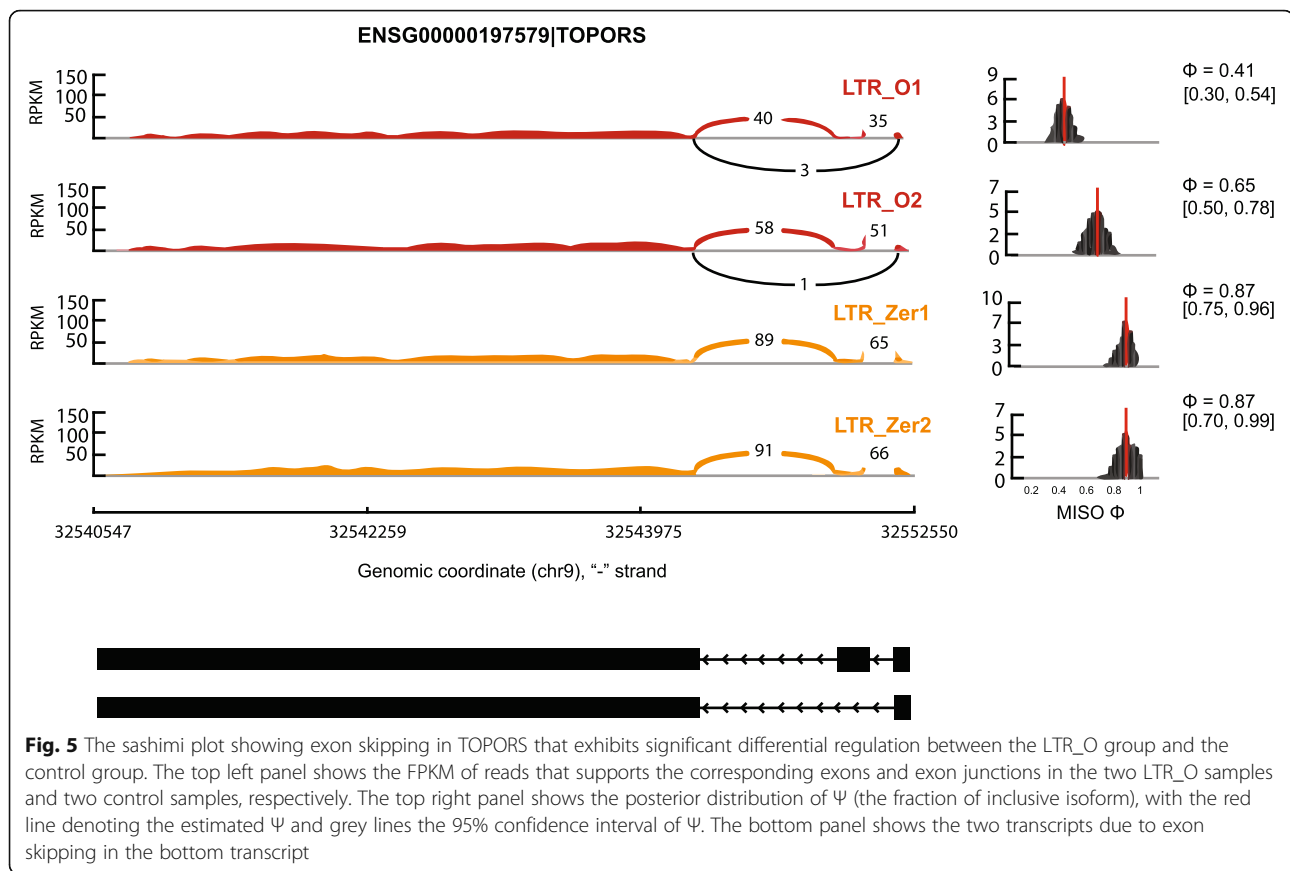 ENSG00000197579|TOPORS
RPKM
150
100
50
LTR_O1
40
35
3
9
6
3
0
Φ = 0.41
[0.30, 0.54]
RPKM
150
100
50
LTR_O2
58
51
1
7
5
2
0
Φ = 0.65
[0.50, 0.78]
RPKM
150
100
50
LTR_Zer1
89
65
10
7
3
0
Φ = 0.87
[0.75, 0.96]
RPKM
150
100
50
LTR_Zer2
91
66
7
5
2
0
Φ = 0.87
[0.70, 0.99]
0.2 0.4 0.6 0.8 1
MISO Φ
32540547 32542259 32543975 32552550
Genomic coordinate (chr9), “-” strand
Fig. 5 The sashimi plot showing exon skipping in TOPORS that exhibits significant differential regulation between the LTR_O group and the
control group. The top left panel shows the FPKM of reads that supports the corresponding exons and exon junctions in the two LTR_O samples
and two control samples, respectively. The top right panel shows the posterior distribution of Ψ (the fraction of inclusive isoform), with the red
line denoting the estimated Ψ and grey lines the 95% confidence interval of Ψ. The bottom panel shows the two transcripts due to exon
skipping in the bottom transcript